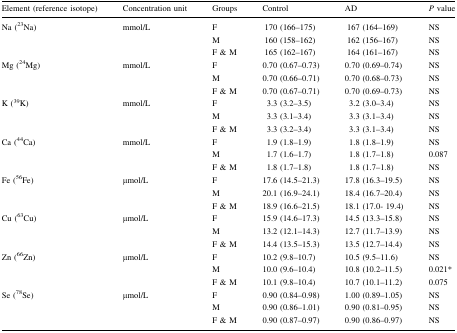 Element (reference isotope) Concentration unit Groups Control AD P value
Na (²³Na) mmol/L F 170 (166–175) 167 (164–169) NS
M 160 (158–162) 162 (156–167) NS
F & M 165 (162–167) 164 (161–167) NS
Mg (²⁴Mg) mmol/L F 0.70 (0.67–0.73) 0.70 (0.69–0.74) NS
M 0.70 (0.66–0.71) 0.70 (0.68–0.73) NS
F & M 0.70 (0.67–0.71) 0.70 (0.69–0.73) NS
K (³⁹K) mmol/L F 3.3 (3.2–3.5) 3.2 (3.0–3.4) NS
M 3.3 (3.1–3.4) 3.3 (3.1–3.4) NS
F & M 3.3 (3.2–3.4) 3.3 (3.1–3.4) NS
Ca (⁴⁴Ca) mmol/L F 1.9 (1.8–1.9) 1.8 (1.8–1.9) NS
M 1.7 (1.6–1.7) 1.8 (1.7–1.8) 0.087
F & M 1.8 (1.7–1.8) 1.8 (1.7–1.8) NS
Fe (⁵⁶Fe) μmol/L F 17.6 (14.5–21.3) 17.8 (16.3–19.5) NS
M 20.1 (16.9–24.1) 18.4 (16.7–20.4) NS
F & M 18.9 (16.6–21.5) 18.1 (17.0- 19.4) NS
Cu (⁶³Cu) μmol/L F 15.9 (14.6–17.3) 14.5 (13.3–15.8) NS
M 13.2 (12.1–14.3) 12.7 (11.7–13.9) NS
F & M 14.4 (13.5–15.3) 13.5 (12.7–14.4) NS
Zn (⁶⁶Zn) μmol/L F 10.2 (9.8–10.7) 10.5 (9.5–11.6) NS
M 10.0 (9.6–10.4) 10.8 (10.2–11.5) 0.021*
F & M 10.1 (9.8–10.4) 10.7 (10.1–11.2) 0.075
Se (⁷⁸Se) μmol/L F 0.90 (0.84–0.98) 1.00 (0.89–1.05) NS
M 0.90 (0.86–1.01) 0.90 (0.81–0.95) NS
F & M 0.90 (0.87–0.97) 0.90 (0.86–0.97) NS